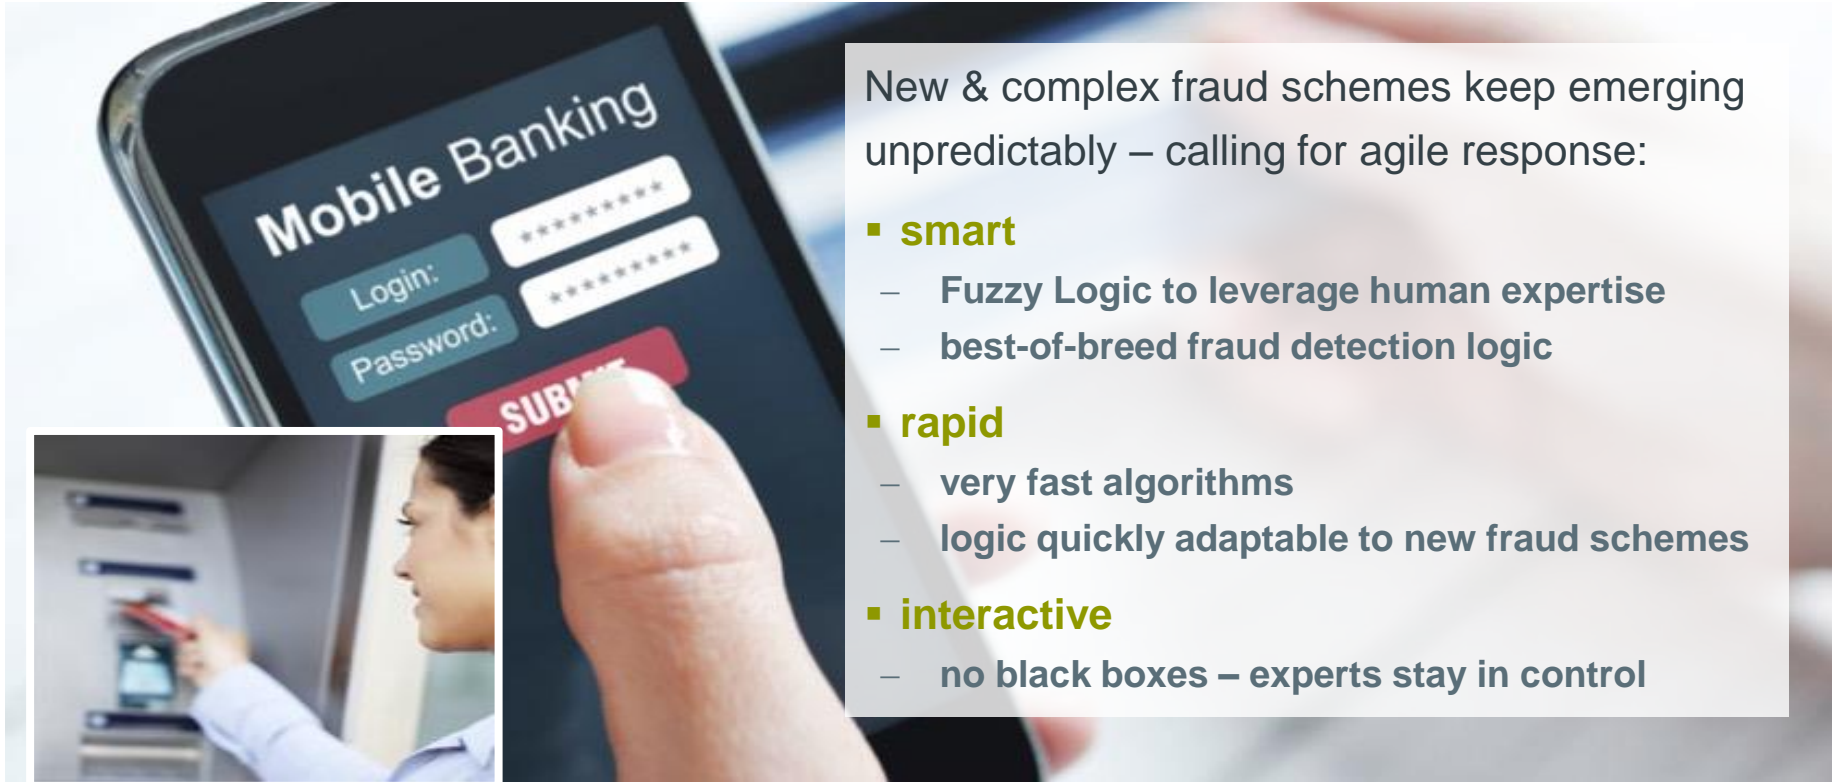 Mobile Banking
Login:
*********
Password:
*********
New & complex fraud schemes keep emerging
unpredictably – calling for agile response:
▪ smart
– Fuzzy Logic to leverage human expertise
– best-of-breed fraud detection logic
▪ rapid
– very fast algorithms
– logic quickly adaptable to new fraud schemes
▪ interactive
– no black boxes – experts stay in control